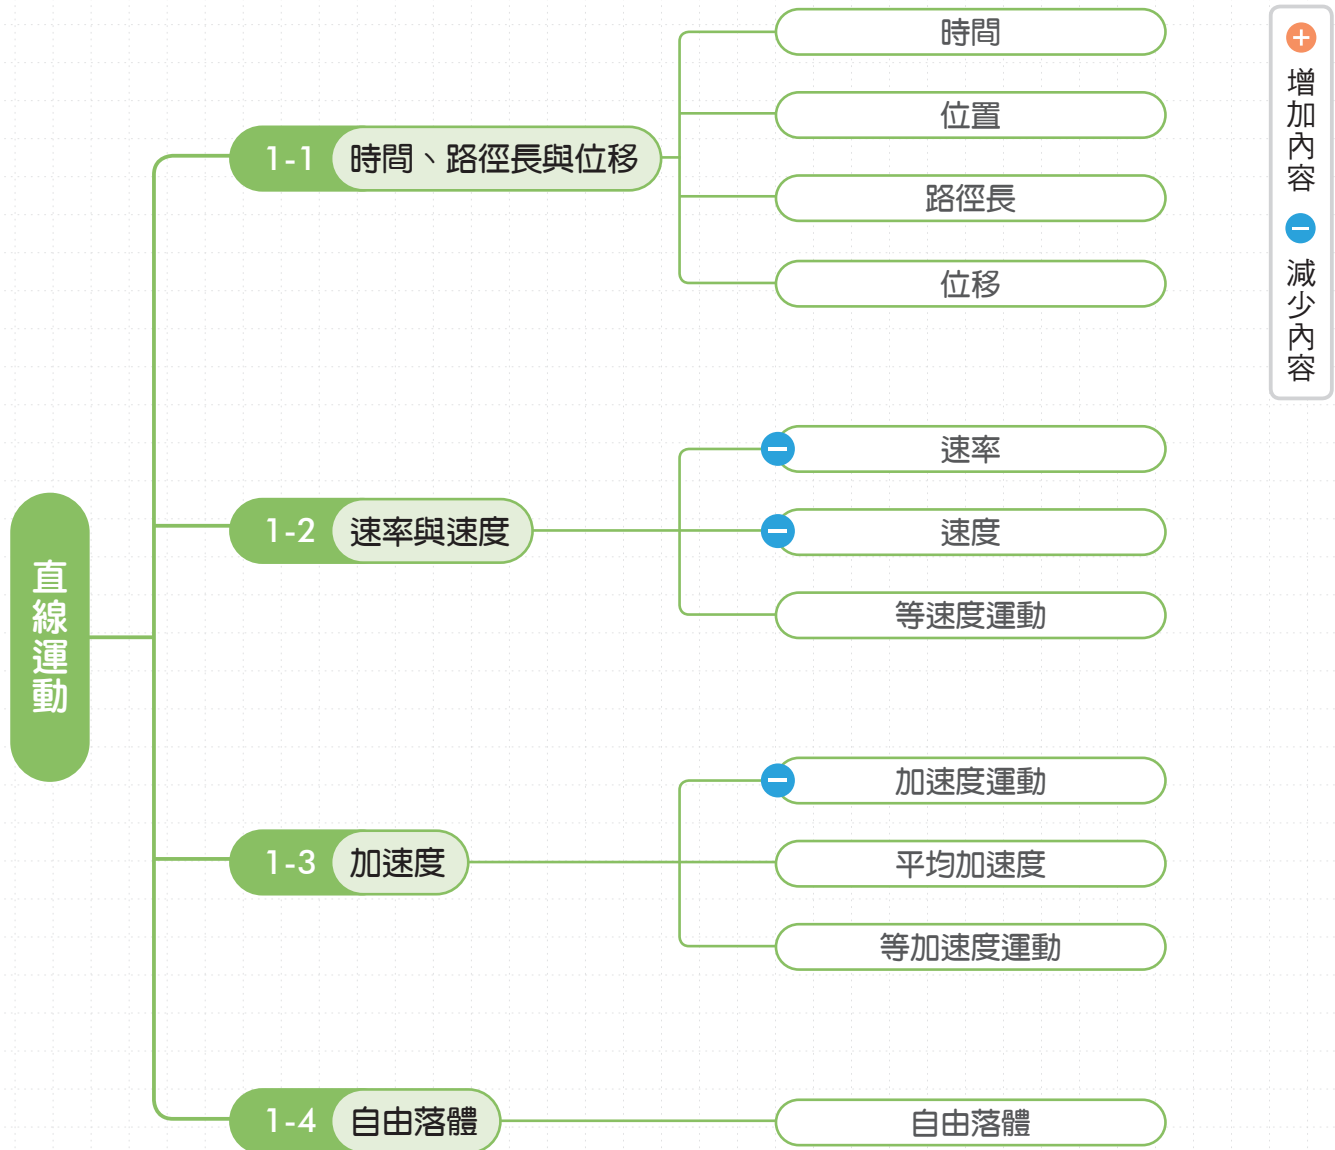 直線運動
1-1 時間、路徑長與位移
時間
位置
路徑長
位移
1-2 速率與速度
速率
速度
等速度運動
1-3 加速度
加速度運動
平均加速度
等加速度運動
1-4 自由落體
自由落體
增加內容
減少內容